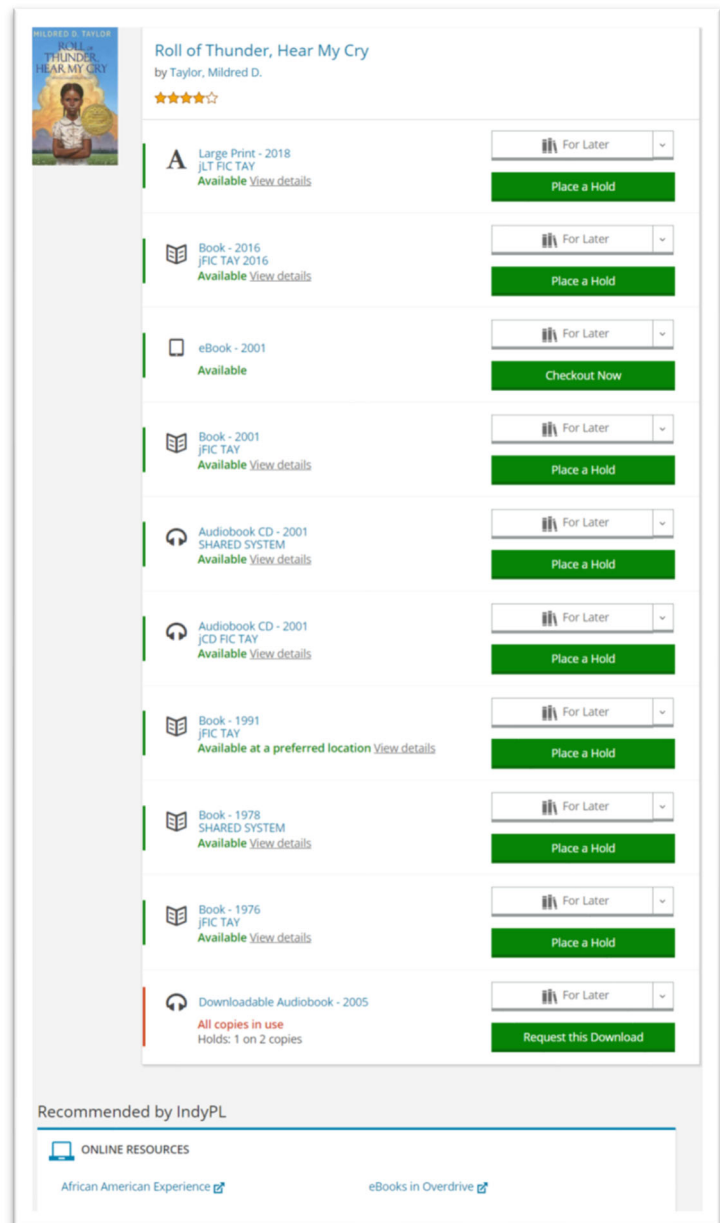 MILDRED D. TAYLOR
ROLL OF
THUNDER,
HEAR MY CRY
Roll of Thunder, Hear My Cry
by Taylor, Mildred D.
Large Print - 2018
jLT FIC TAY
Available View details
For Later
Place a Hold
Book - 2016
jFIC TAY 2016
Available View details
For Later
Place a Hold
eBook - 2001
Available
For Later
Checkout Now
Book - 2001
jFIC TAY
Available View details
For Later
Place a Hold
Audiobook CD - 2001
SHARED SYSTEM
Available View details
For Later
Place a Hold
Audiobook CD - 2001
jCD FIC TAY
Available View details
For Later
Place a Hold
Book - 1991
jFIC TAY
Available at a preferred location View details
For Later
Place a Hold
Book - 1978
SHARED SYSTEM
Available View details
For Later
Place a Hold
Book - 1976
jFIC TAY
Available View details
For Later
Place a Hold
Downloadable Audiobook - 2005
All copies in use
Holds: 1 on 2 copies
For Later
Request this Download
Recommended by IndyPL
ONLINE RESOURCES
African American Experience
eBooks in Overdrive